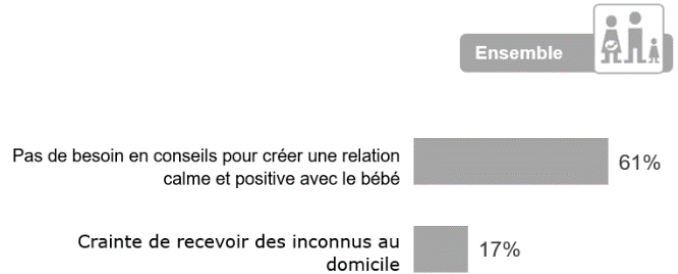 Ensemble
Pas de besoin en conseils pour créer une relation
calme et positive avec le bébé
61%
Crainte de recevoir des inconnus au
domicile
17%